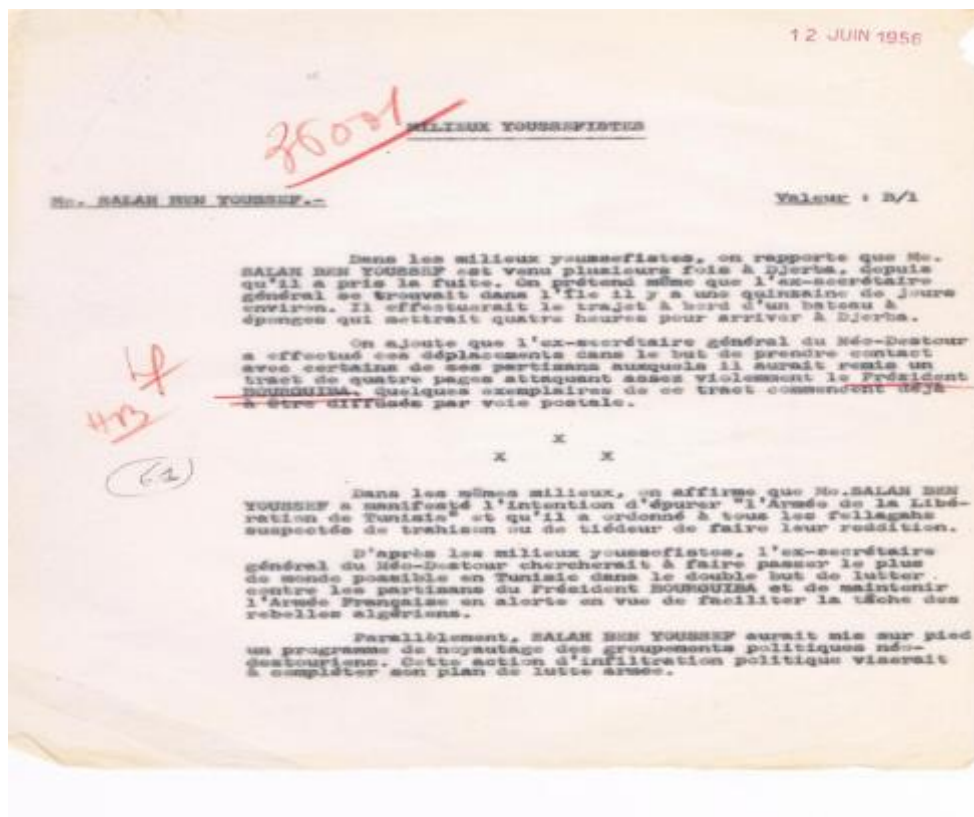 12 JUIN 1956
MILIEUX YOUSSEFISTES
Me. SALAH BEN YOUSSEF.-
Valeur : B/1
Dans les milieux youssefistes, on rapporte que Me.
SALAH BEN YOUSSEF est venu plusieurs fois à Djerba, depuis
qu'il a pris la fuite. On prétend même que l'ex-secrétaire
général se trouvait dans l'Île il y a une quinzaine de jours
environ. Il effectuerait le trajet à bord d'un bateau à
éponges qui mettrait quatre heures pour arriver à Djerba.
On ajoute que l'ex-secrétaire général du Néo-Destour
a effectué ces déplacements dans le but de prendre contact
avec certains de ses partisans auxquels il aurait remis un
tract de quatre pages attaquant assez violemment le Président
BOURGUIBA. Quelques exemplaires de ce tract commencent déjà
à être diffusés par voie postale.
x
x x
Dans les mêmes milieux, on affirme que Me.SALAH BEN
YOUSSEF a manifesté l'intention d'épurer "l'Armée de la Libé-
ration de Tunisie" et qu'il a ordonné à tous les fellaghs
suspectés de trahison ou de tiédeur de faire leur reddition.
D'après les milieux youssefistes, l'ex-secrétaire
général du Néo-Destour chercherait à faire passer le plus
de monde possible en Tunisie dans le double but de lutter
contre les partisans du Président BOURGUIBA et de maintenir
l'Armée Française en alerte en vue de faciliter la tâche des
rebelles algériens.
Parallèlement, SALAH BEN YOUSSEF aurait mis sur pied
un programme de noyautage des groupements politiques néo-
destouriens. Cette action d'infiltration politique viserait
à compléter son plan de lutte armée.